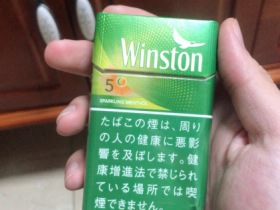 Winston
5
SPARKLING MENTHOL
たばこの煙は、周り
の人の健康に悪影
響を及ぼします。健
康増進法で禁じられ
ている場所では喫
煙できません。